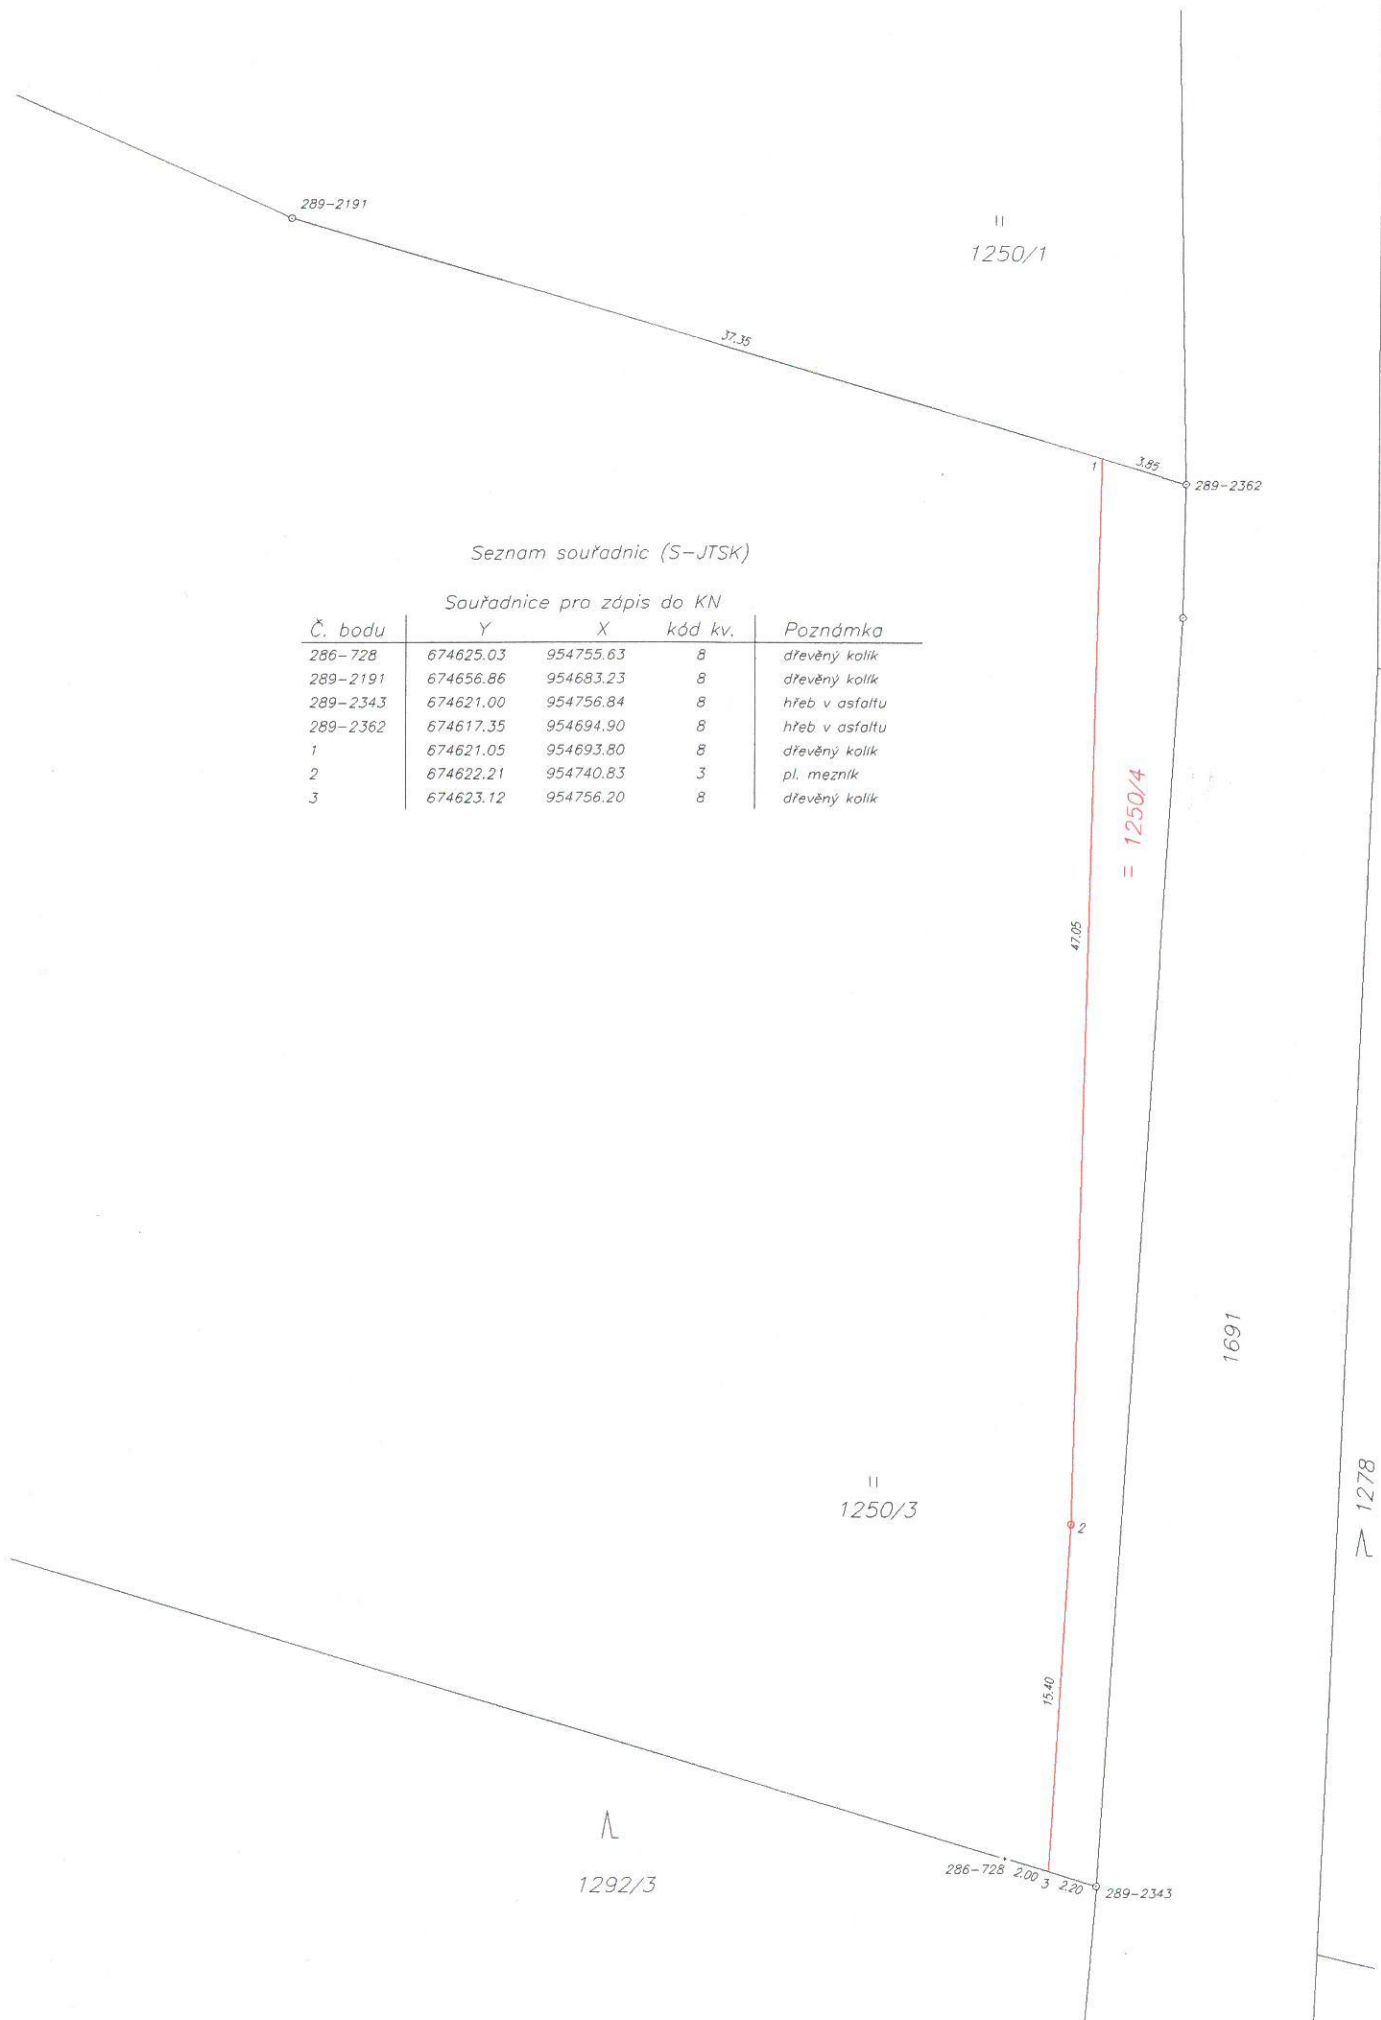 289-2191
=
1250/1
37.35
1
3.85
289-2362
Seznam souřadnic (S-JTSK)
Souřadnice pro zápis do KN
Č. bodu Y X kód kv. Poznámka
286-728 674625.03 954755.63 8 dřevěný kolík
289-2191 674656.86 954683.23 8 dřevěný kolík
289-2343 674621.00 954756.84 8 hřeb v asfaltu
289-2362 674617.35 954694.90 8 hřeb v asfaltu
1 674621.05 954693.80 8 dřevěný kolík
2 674622.21 954740.83 3 pl. mezník
3 674623.12 954756.20 8 dřevěný kolík
= 1250/4
47.05
1691
1278
=
1250/3
2
15.40
1292/3
286-728 2.00 3 2.20 289-2343